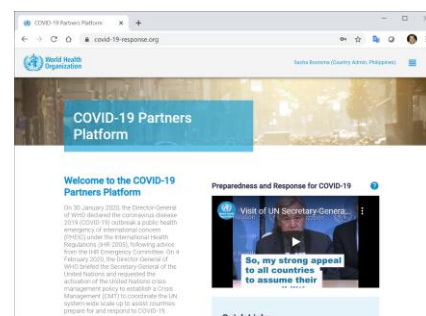 COVID-19 Partners Platform
covid-19-response.org
World Health
Organization
(Country Admin, Philippines)
COVID-19 Partners
Platform
Welcome to the COVID-19
Partners Platform
On 30 January 2020, the Director-General
of WHO declared the coronavirus disease
2019 (COVID-19) outbreak a public health
emergency of international concern
(PHEIC) under the International Health
Regulations (IHR 2005), following advice
from the IHR Emergency Committee. On 4
February 2020, the Director General of
WHO briefed the Secretary-General of the
United Nations and requested the
activation of the United Nations crisis
management policy to establish a Crisis
Management (CMT) to coordinate the UN
system-wide scale up to assist countries
prepare for and respond to COVID-19.
Preparedness and Response for COVID-19
Visit of UN Secretary-Genera...
So, my strong appeal
to all countries
to assume their